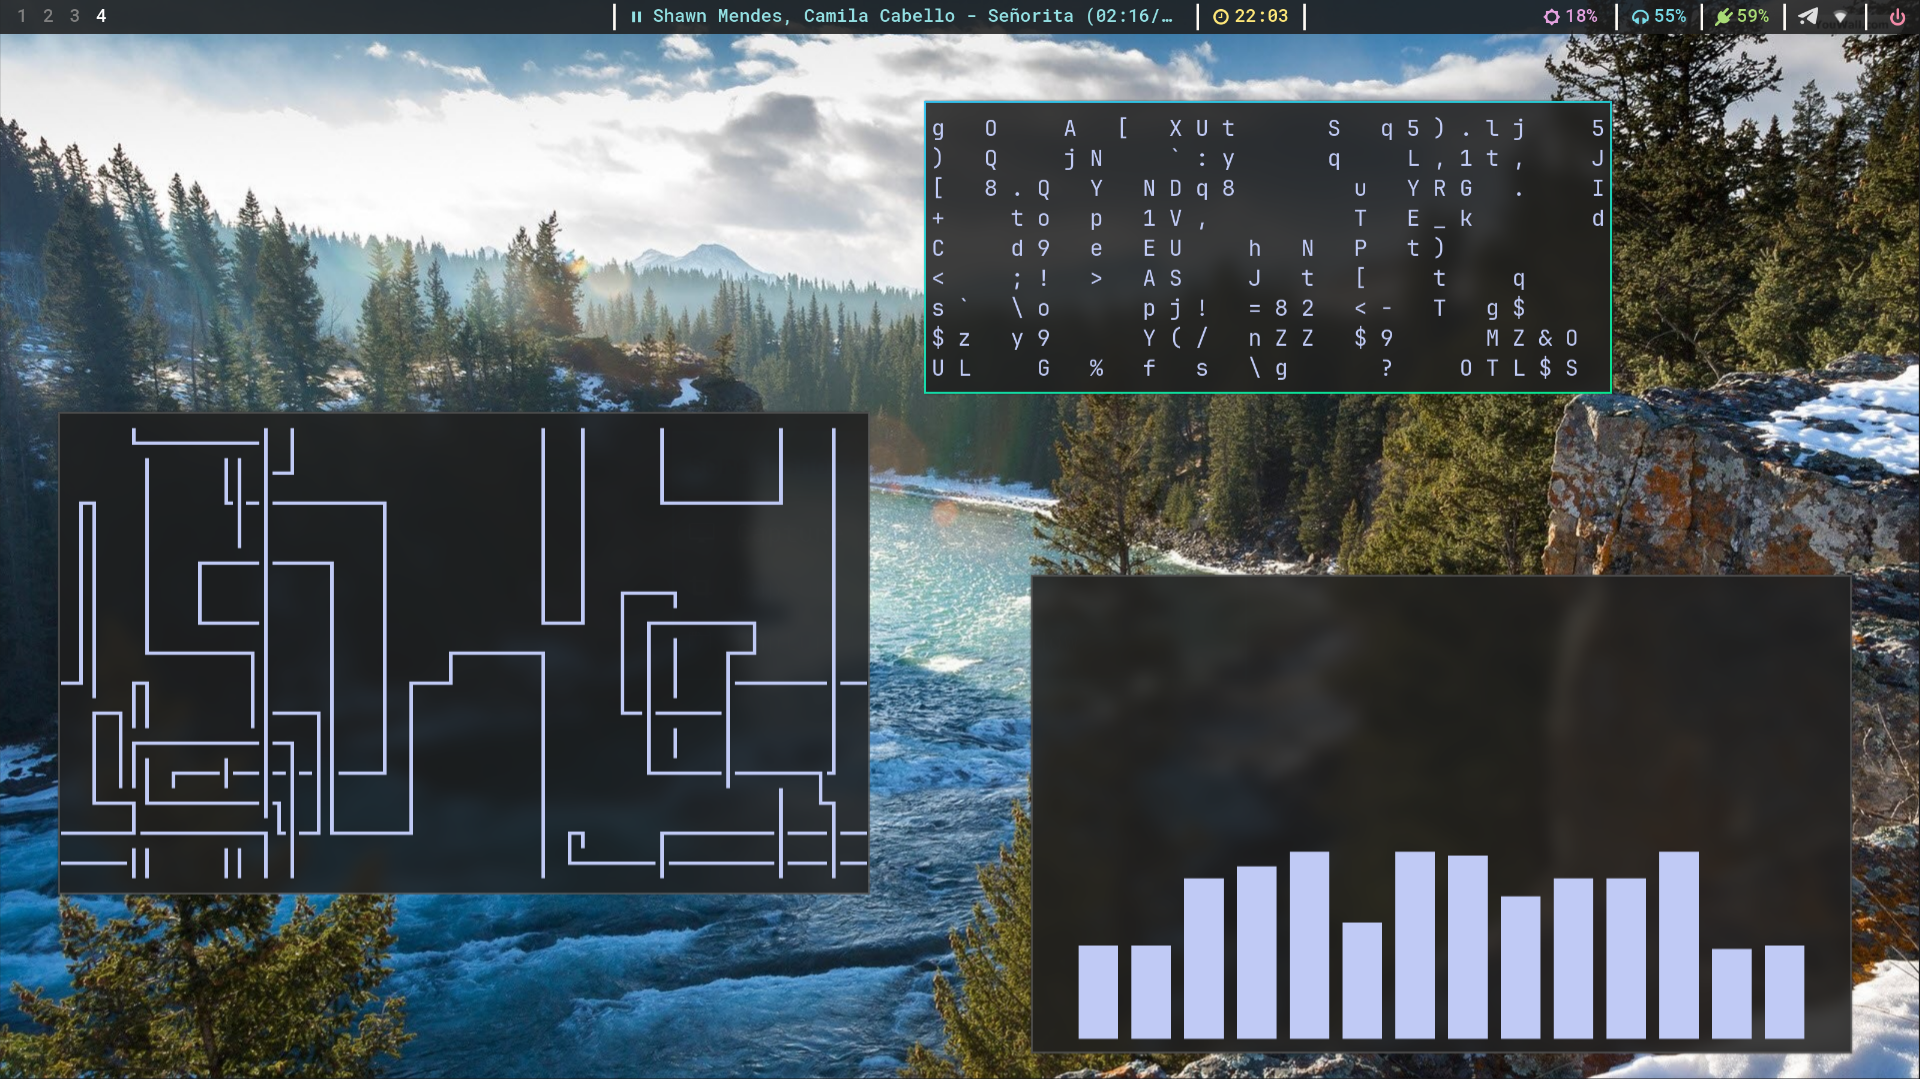 1 2 3 4
Shawn Mendes, Camila Cabello - Señorita (02:16/…
22:03
18%
55%
59%
g O A [ X U t S q 5 ) . l j 5
) Q j N ` : y q L , 1 t , J
[ 8 . Q Y N D q 8 u Y R G . I
+ t o p 1 V , T E _ k d
C d 9 e E U h N P t )
< ; ! > A S J t [ t q
s ` \ o p j ! = 8 2 < - T g $
$ z y 9 Y ( / n Z Z $ 9 M Z & O
U L G % f s \ g ? O T L $ S